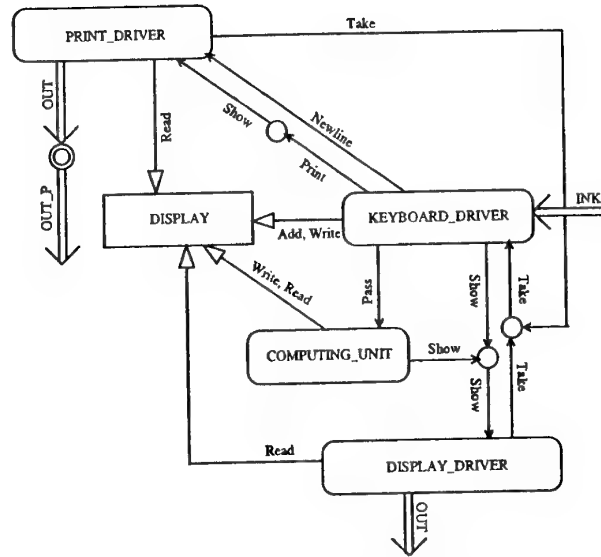 Take
PRINT_DRIVER
OUT
Read
Show
Newline
Print
OUT_P
DISPLAY
KEYBOARD_DRIVER
INK
Add, Write
Write, Read
Pass
Show
Take
COMPUTING_UNIT
Show
Show
Take
Read
DISPLAY_DRIVER
OUT